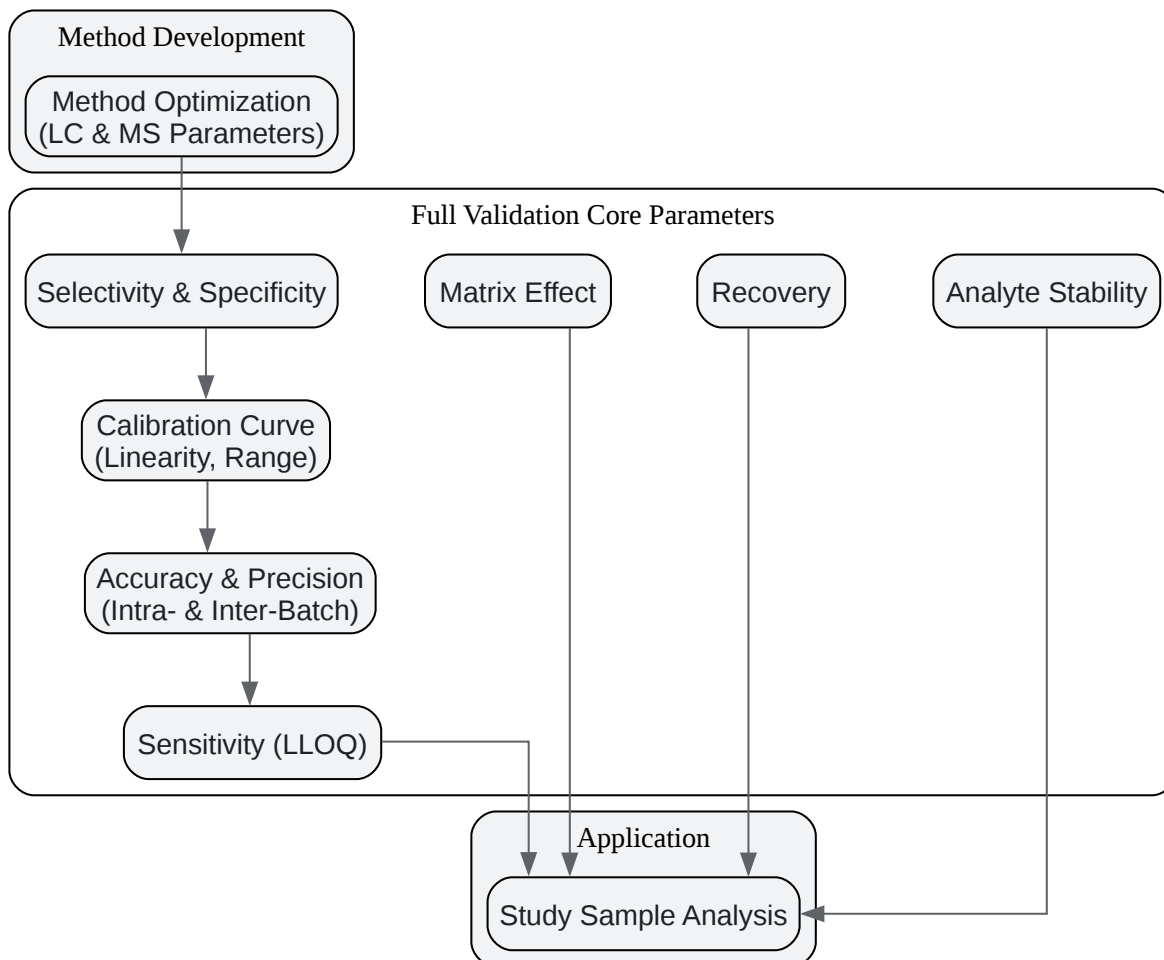 Method Development
Method Optimization
(LC & MS Parameters)
Full Validation Core Parameters
Selectivity & Specificity
Matrix Effect
Recovery
Analyte Stability
Calibration Curve
(Linearity, Range)
Accuracy & Precision
(Intra- & Inter-Batch)
Sensitivity (LLOQ)
Application
Study Sample Analysis